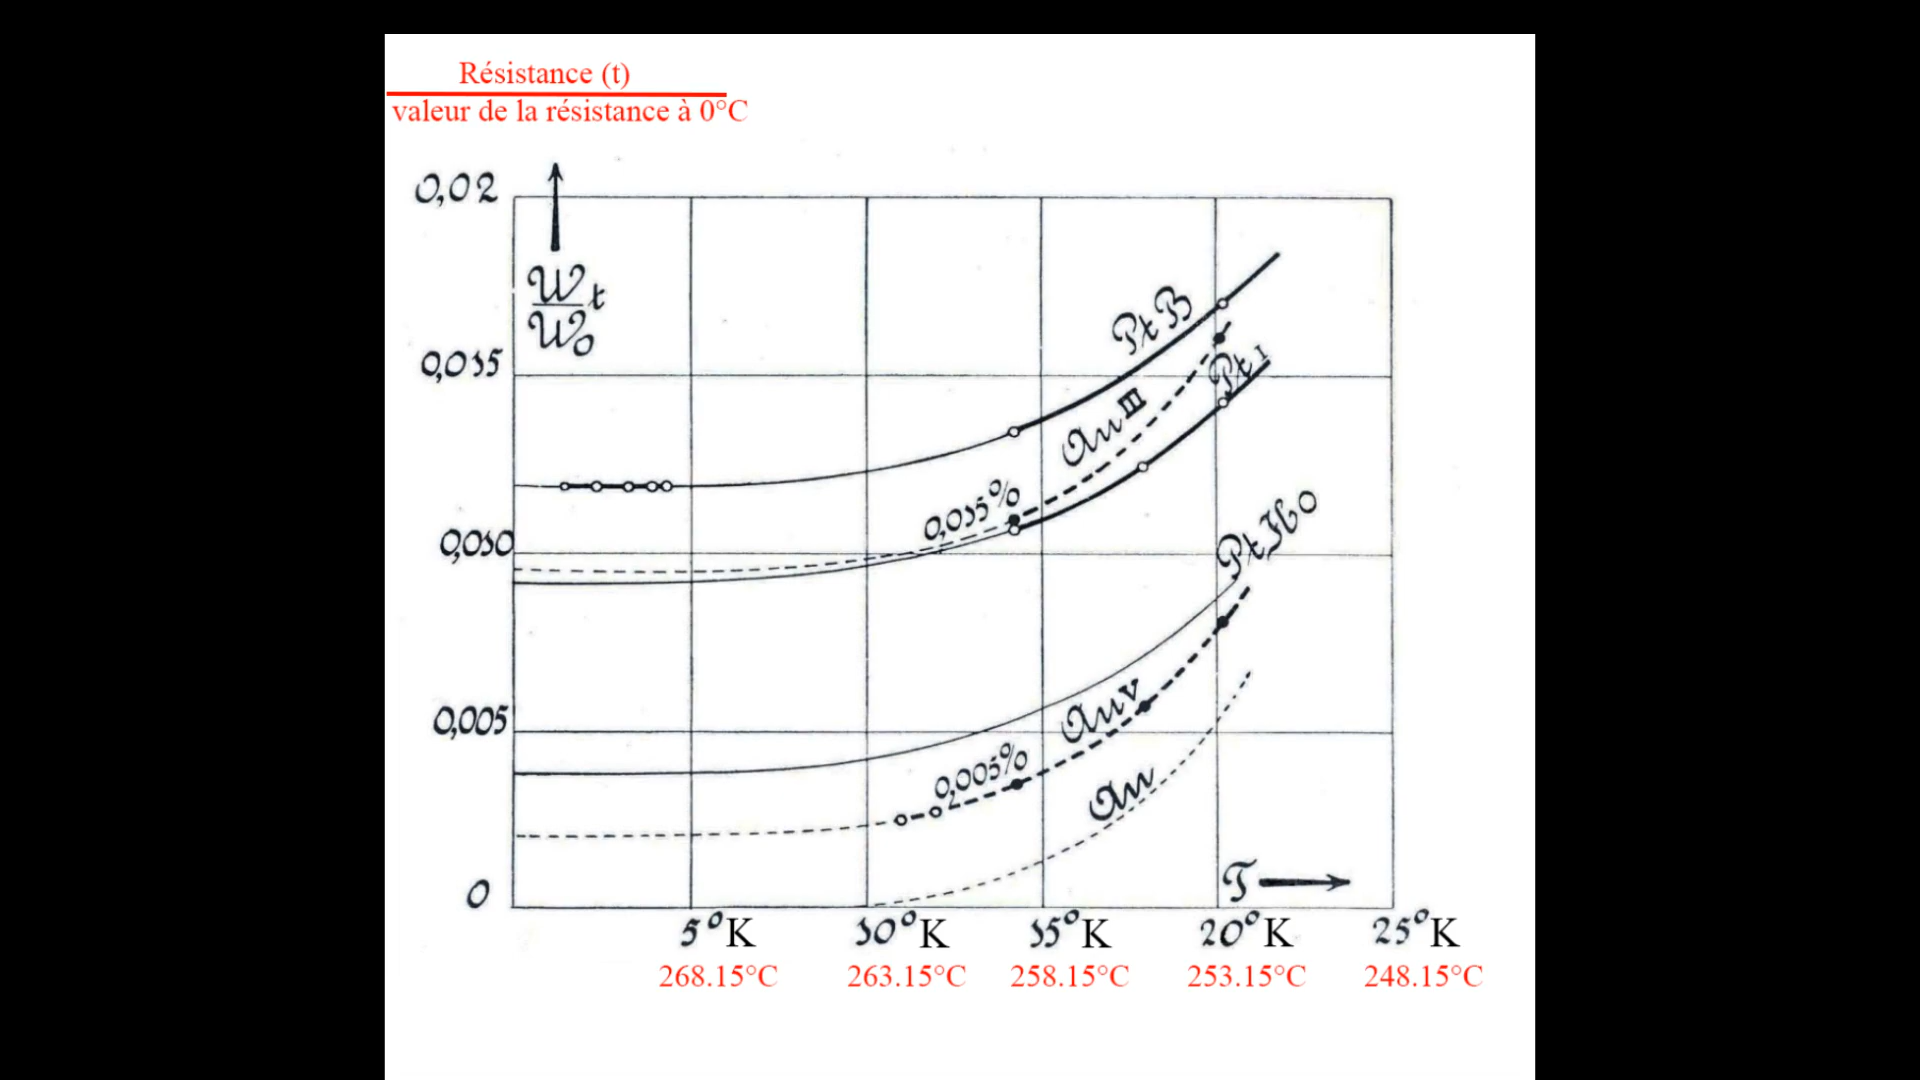 Résistance (t)
valeur de la résistance à 0°C
0,02
W t
W0
0,015
Pt B
Pt I
Au III
0,015%
0,010
Pt H0
0,005
Au V
0,005%
Au
0
T
5°K 10°K 15°K 20°K 25°K
268.15°C 263.15°C 258.15°C 253.15°C 248.15°C